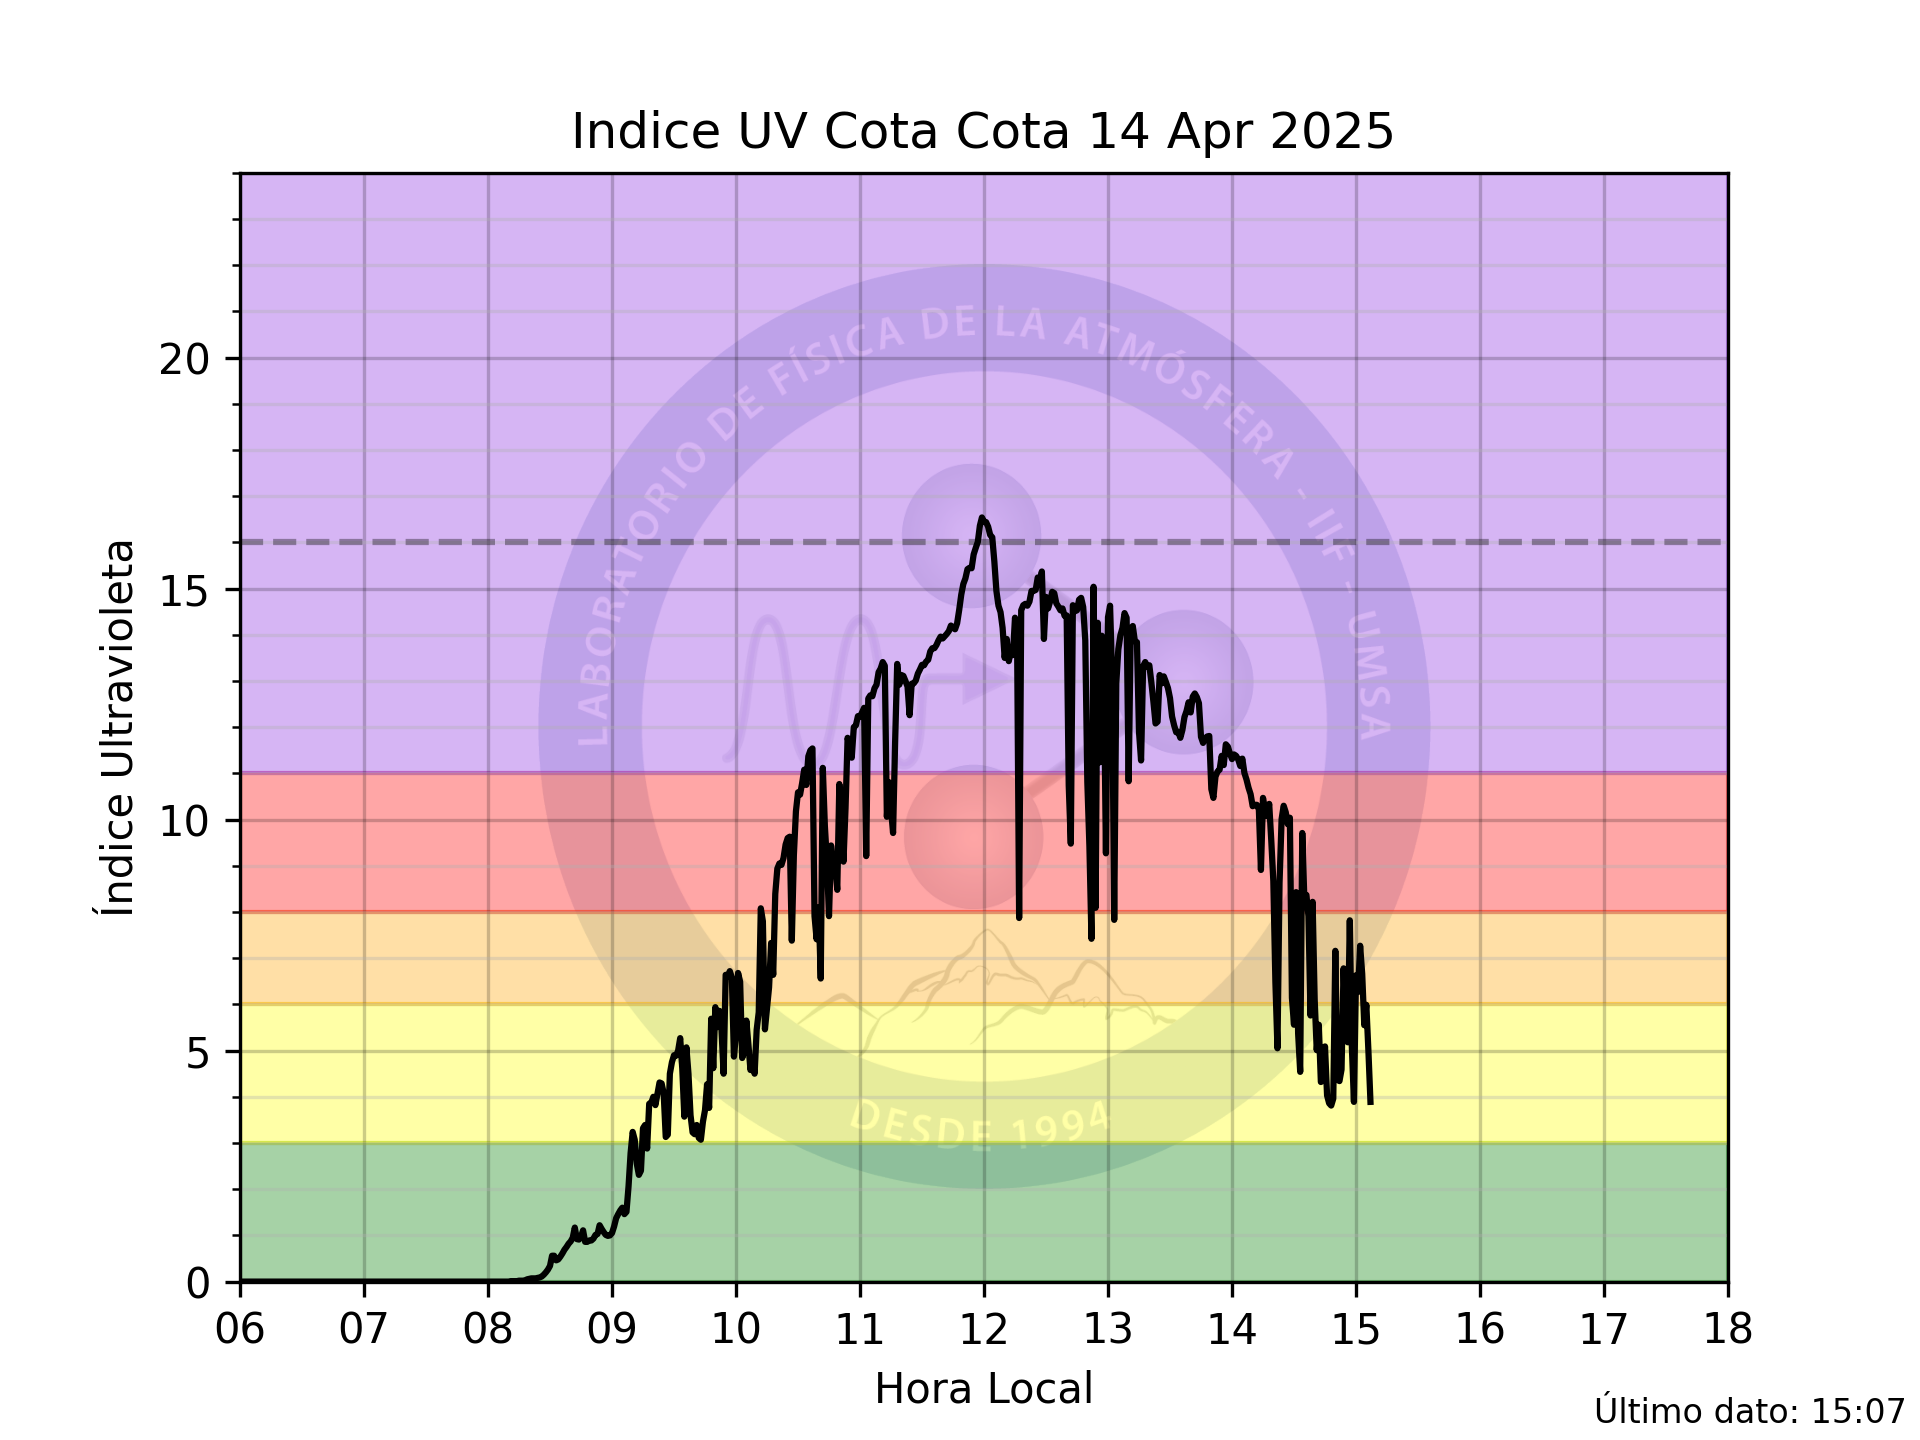 Indice UV Cota Cota 14 Apr 2025
Índice Ultravioleta
20
15
10
5
0
LABORATORIO DE FÍSICA DE LA ATMÓSFERA - IIF - UMSA
DESDE 1994
06 07 08 09 10 11 12 13 14 15 16 17 18
Hora Local
Último dato: 15:07